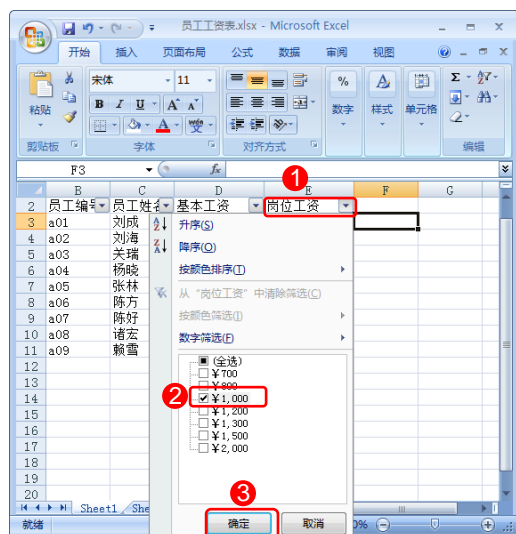 员工工资表.xlsx - Microsoft Excel
开始 插入 页面布局 公式 数据 审阅 视图
宋体 11 % A Σ
B I U A A 数字 样式 单元格
粘贴
A 变
剪贴板 字体 对齐方式 编辑
F3 fx
1
B C D E F G
2 员工编号 员工姓名 基本工资 岗位工资
3 a01 刘成 升序(S)
4 a02 刘海 降序(O)
5 a03 关瑞
6 a04 杨晓 按颜色排序(T)
7 a05 张林 从“岗位工资”中清除筛选(C)
8 a06 陈方 按颜色筛选(I)
9 a07 陈好
10 a08 诸宏 数字筛选(F)
11 a09 赖雪
12 (全选)
13 ¥700
¥800
14 2 ¥1,000
15 ¥1,200
16 ¥1,300
17 ¥1,500
¥2,000
18
19
20 3
Sheet1 She
就绪 确定 取消 0%